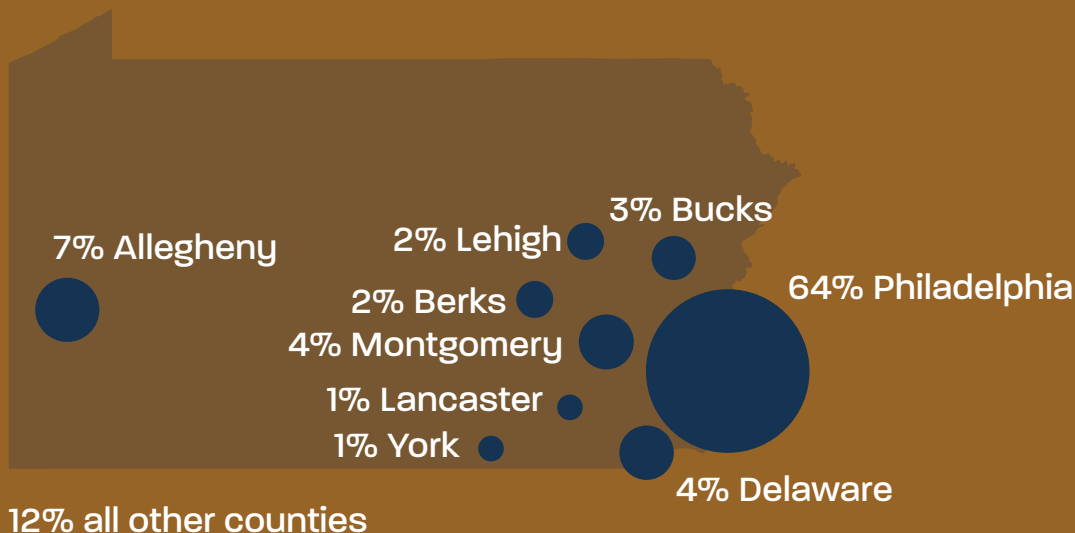 3% Bucks
2% Lehigh
7% Allegheny
64% Philadelphia
2% Berks
4% Montgomery
1% Lancaster
1% York
4% Delaware
12% all other counties